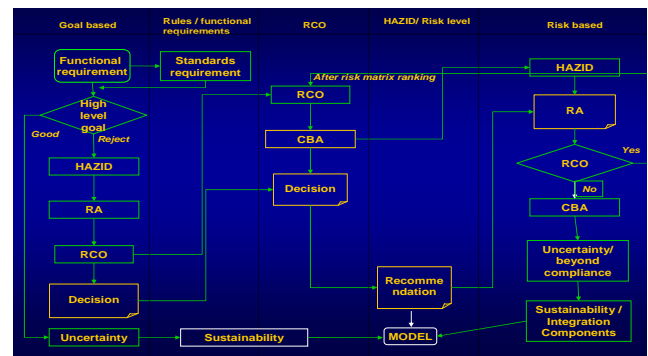 Goal based
Rules / functional
requirements
RCO
HAZID/ Risk level
Risk based
Functional
requirement
Standards
requirement
High
level
goal
Good
Reject
HAZID
RA
RCO
Decision
Uncertainty
Sustainability
After risk matrix ranking
RCO
CBA
Decision
Recomme
ndation
MODEL
HAZID
RA
RCO
Yes
No
CBA
Uncertainty/
beyond
compliance
Sustainability /
Integration
Components